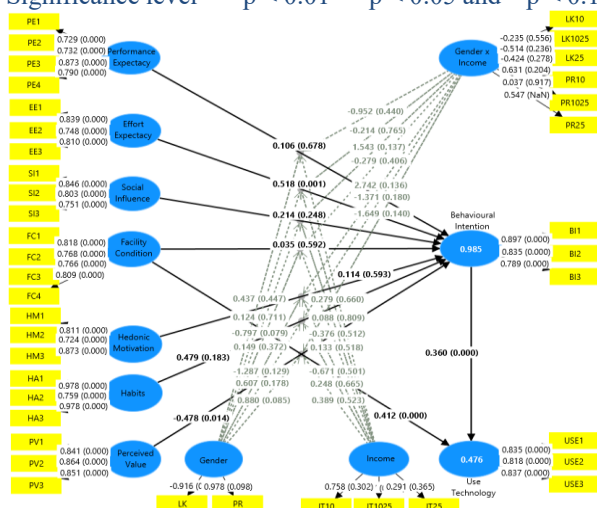 PE1
PE2
PE3
PE4
0.729 (0.000)
0.732 (0.000)
0.873 (0.000)
0.790 (0.000)
Performance
Expectacy
EE1
EE2
EE3
0.839 (0.000)
0.748 (0.000)
0.810 (0.000)
Effort
Expectacy
SI1
SI2
SI3
0.846 (0.000)
0.803 (0.000)
0.751 (0.000)
Social
Influence
FC1
FC2
FC3
FC4
0.818 (0.000)
0.768 (0.000)
0.766 (0.000)
0.809 (0.000)
Facility
Condition
HM1
HM2
HM3
0.811 (0.000)
0.724 (0.000)
0.873 (0.000)
Hedonic
Motivation
HA1
HA2
HA3
0.978 (0.000)
0.759 (0.000)
0.978 (0.000)
Habits
PV1
PV2
PV3
0.841 (0.000)
0.864 (0.000)
0.851 (0.000)
Perceived
Value
Gender
0.978 (0.098)
LK
PR
Income
0.758 (0.302)
0.291 (0.365)
IT10
IT1025
IT25
Gender x
Income
-0.235 (0.556)
-0.514 (0.236)
-0.424 (0.278)
0.631 (0.204)
0.037 (0.917)
0.547 (NaN)
LK10
LK1025
LK25
PR10
PR1025
PR25
-0.952 (0.440)
-0.214 (0.765)
1.543 (0.137)
-0.279 (0.406)
2.742 (0.136)
-1.371 (0.180)
-1.649 (0.140)
0.106 (0.678)
0.518 (0.001)
0.214 (0.248)
0.035 (0.592)
0.114 (0.593)
0.479 (0.183)
-0.478 (0.014)
0.437 (0.447)
0.124 (0.711)
-0.797 (0.079)
0.149 (0.372)
-1.287 (0.129)
0.607 (0.178)
0.880 (0.085)
0.279 (0.660)
0.088 (0.809)
-0.376 (0.512)
0.133 (0.518)
-0.671 (0.501)
0.248 (0.665)
0.389 (0.523)
0.412 (0.000)
Behavioural
Intention
0.985
0.897 (0.000)
0.835 (0.000)
0.789 (0.000)
BI1
BI2
BI3
0.360 (0.000)
0.476
Use
Technology
0.835 (0.000)
0.818 (0.000)
0.837 (0.000)
USE1
USE2
USE3